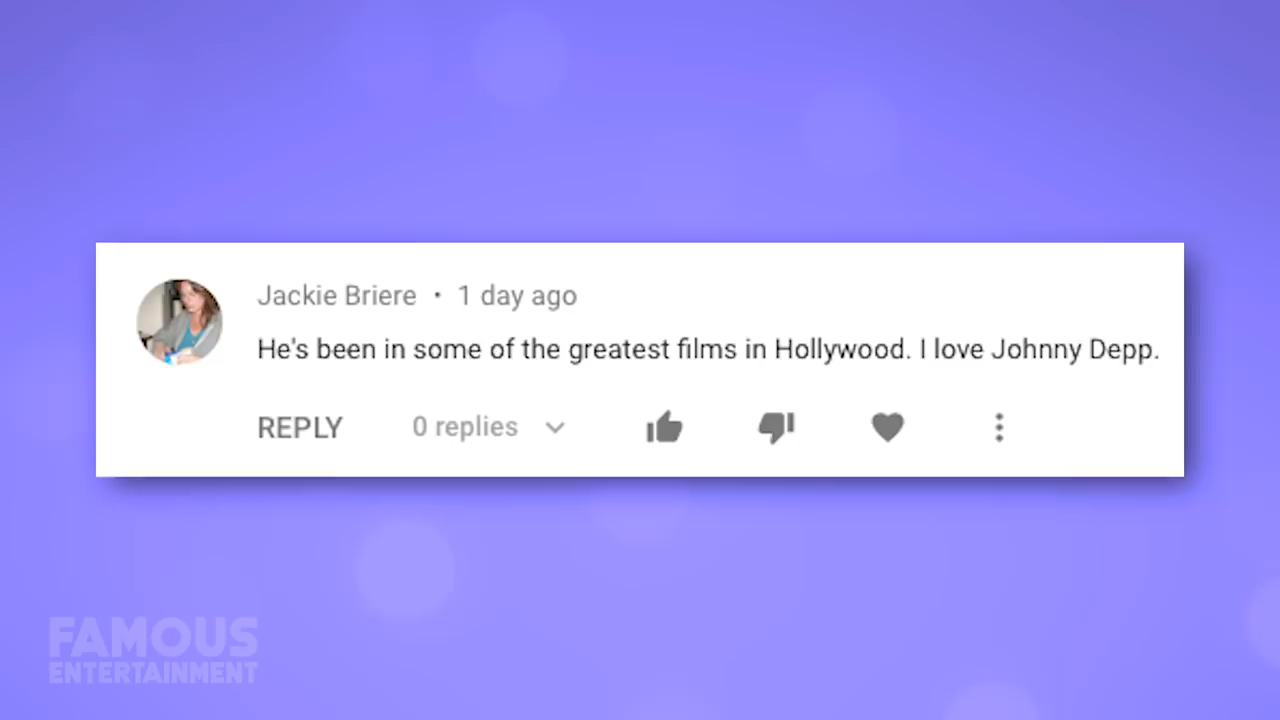 Jackie Briere · 1 day ago
He's been in some of the greatest films in Hollywood. I love Johnny Depp.
REPLY 0 replies
FAMOUS
ENTERTAINMENT